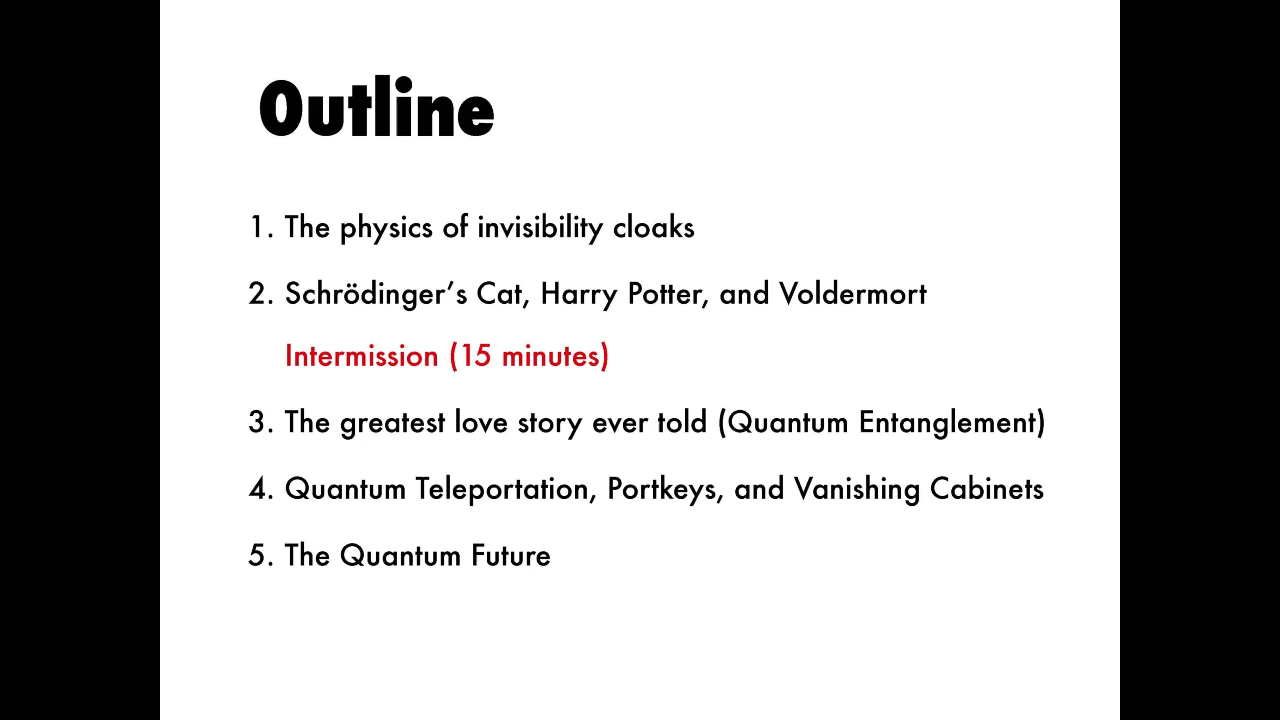 Outline
1. The physics of invisibility cloaks
2. Schrödinger’s Cat, Harry Potter, and Voldermort
Intermission (15 minutes)
3. The greatest love story ever told (Quantum Entanglement)
4. Quantum Teleportation, Portkeys, and Vanishing Cabinets
5. The Quantum Future